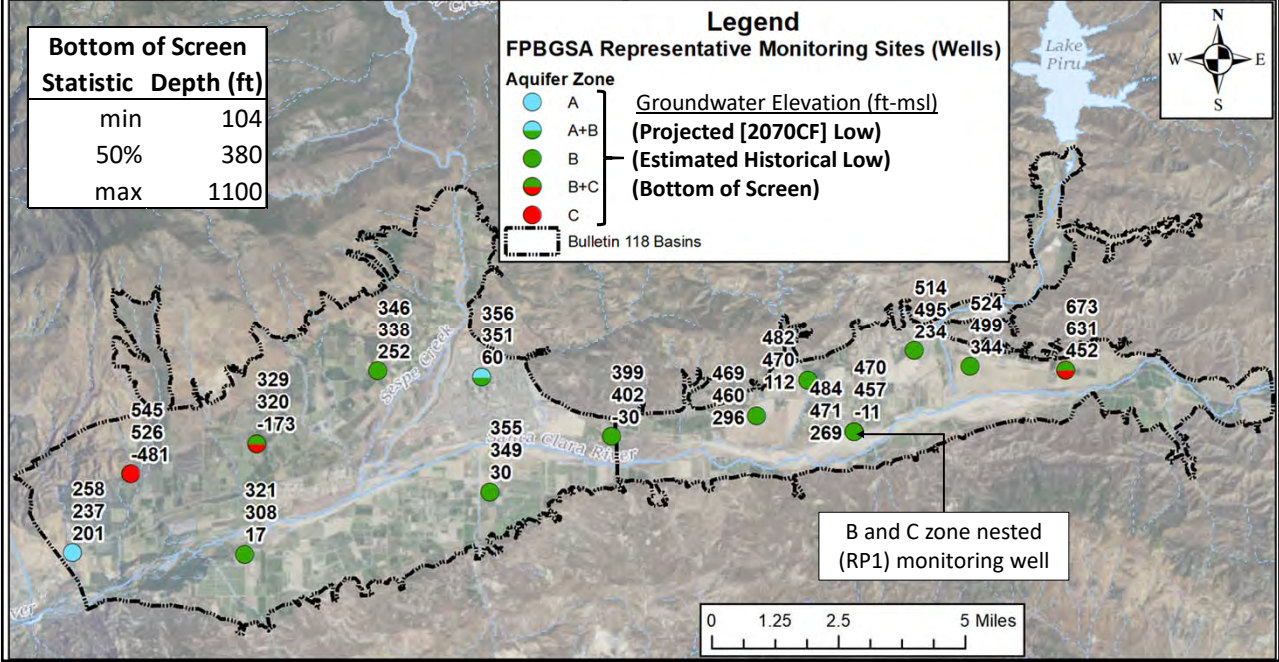 Bottom of Screen
Statistic Depth (ft)
min 104
50% 380
max 1100
Legend
FPBGSA Representative Monitoring Sites (Wells)
Aquifer Zone
A
A+B
B
B+C
C
Bulletin 118 Basins
Groundwater Elevation (ft-msl)
(Projected [2070CF] Low)
(Estimated Historical Low)
(Bottom of Screen)
Lake
Piru
N
W E
S
346
338
252
356
351
60
329
320
-173
545
526
-481
258
237
201
321
308
17
355
349
30
399
402
-30
469
460
296
482
470
112
484
471
269
470
457
-11
514
495
234
524
499
344
673
631
452
Sespe Creek
Santa Clara River
B and C zone nested
(RP1) monitoring well
0 1.25 2.5 5 Miles